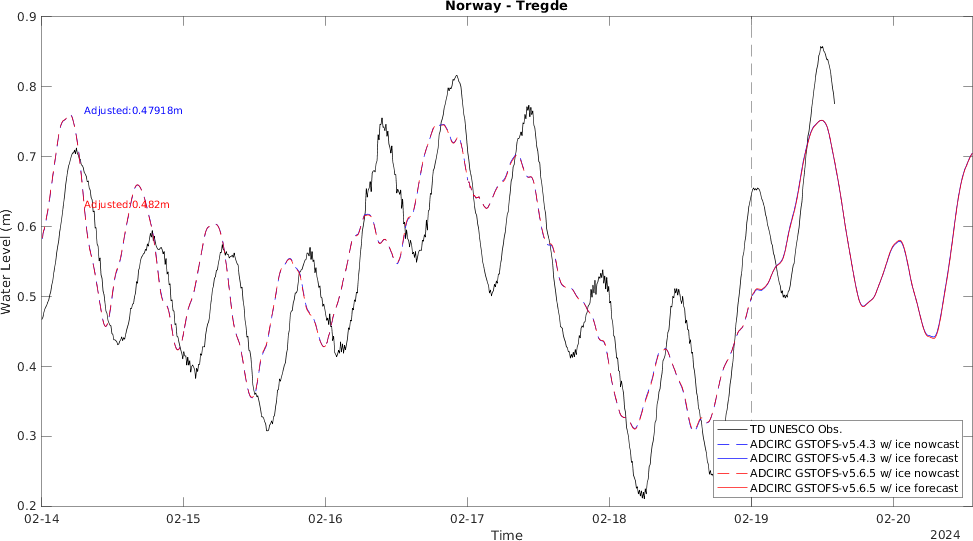 Norway - Tregde
0.9
0.8
0.7
0.6
0.5
0.4
0.3
0.2
Water Level (m)
Adjusted:0.47918m
Adjusted:0.482m
TD UNESCO Obs.
ADCIRC GSTOFS-v5.4.3 w/ ice nowcast
ADCIRC GSTOFS-v5.4.3 w/ ice forecast
ADCIRC GSTOFS-v5.6.5 w/ ice nowcast
ADCIRC GSTOFS-v5.6.5 w/ ice forecast
02-14 02-15 02-16 02-17 02-18 02-19 02-20
Time
2024